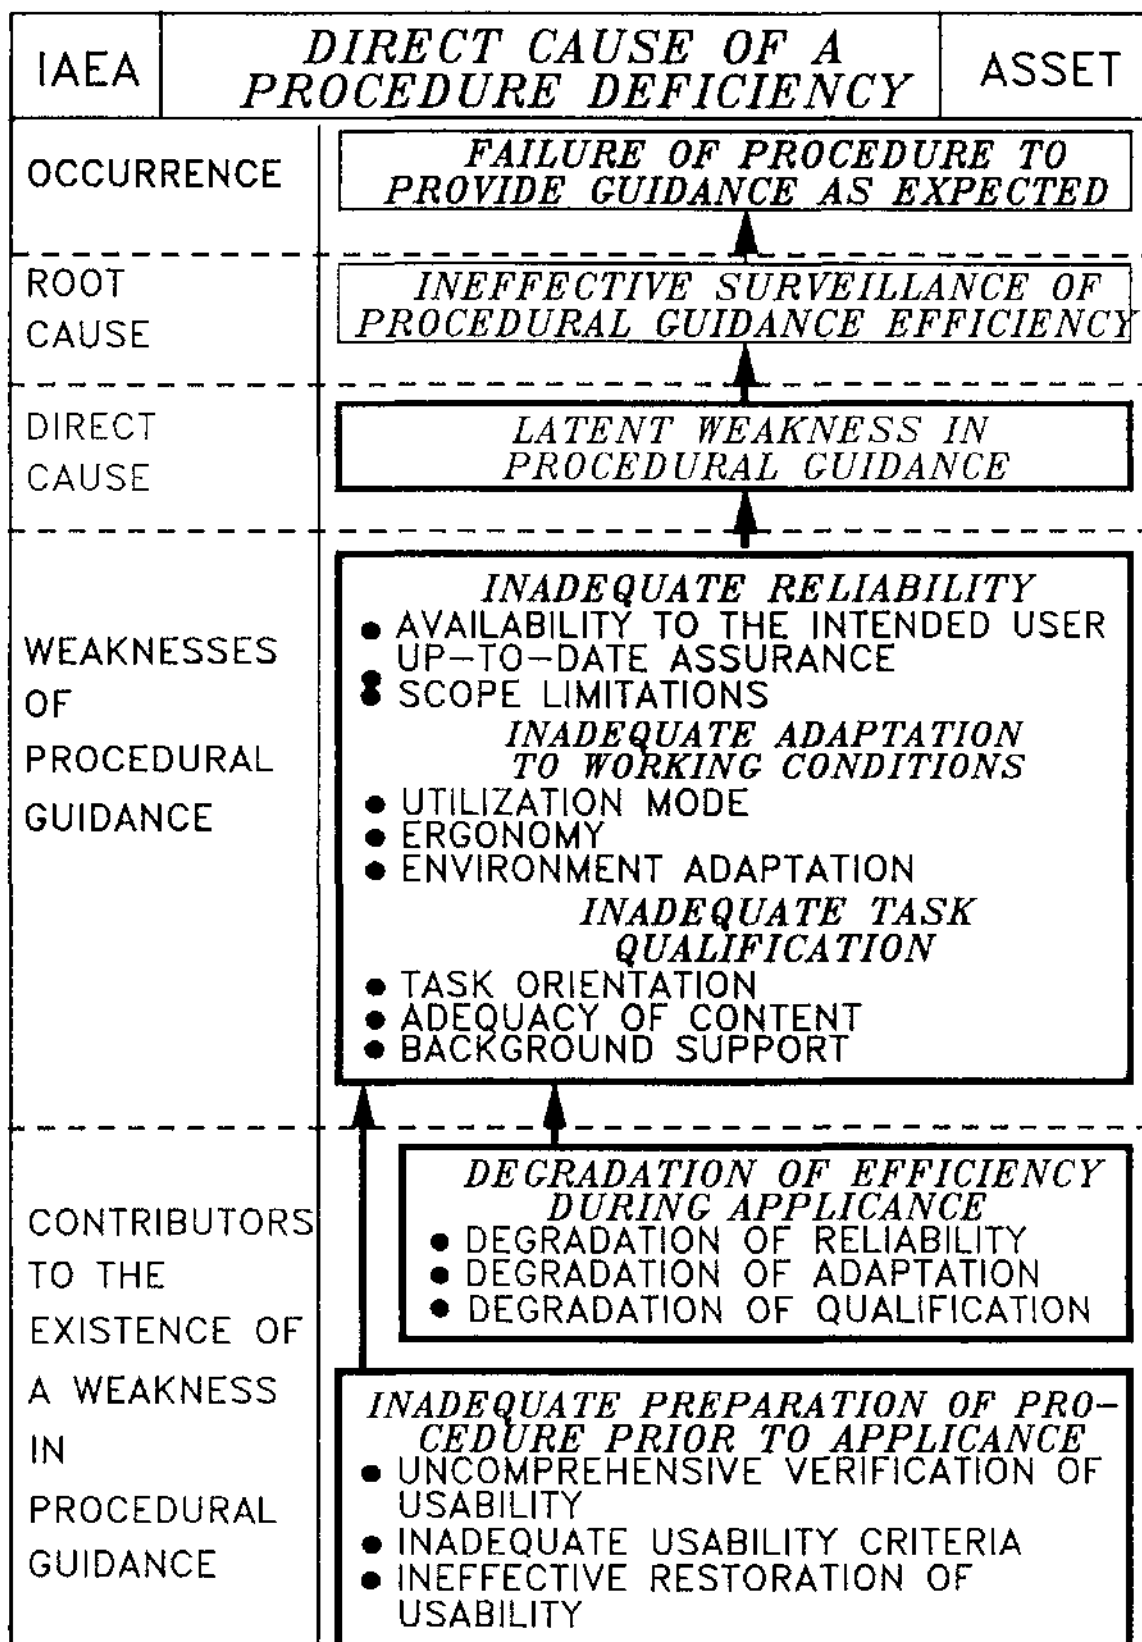 IAEA
DIRECT CAUSE OF A
PROCEDURE DEFICIENCY
ASSET
OCCURRENCE
FAILURE OF PROCEDURE TO
PROVIDE GUIDANCE AS EXPECTED
ROOT
CAUSE
INEFFECTIVE SURVEILLANCE OF
PROCEDURAL GUIDANCE EFFICIENCY
DIRECT
CAUSE
LATENT WEAKNESS IN
PROCEDURAL GUIDANCE
WEAKNESSES
OF
PROCEDURAL
GUIDANCE
INADEQUATE RELIABILITY
● AVAILABILITY TO THE INTENDED USER
● UP-TO-DATE ASSURANCE
● SCOPE LIMITATIONS
INADEQUATE ADAPTATION
TO WORKING CONDITIONS
● UTILIZATION MODE
● ERGONOMY
● ENVIRONMENT ADAPTATION
INADEQUATE TASK
QUALIFICATION
● TASK ORIENTATION
● ADEQUACY OF CONTENT
● BACKGROUND SUPPORT
CONTRIBUTORS
TO THE
EXISTENCE OF
A WEAKNESS
IN
PROCEDURAL
GUIDANCE
DEGRADATION OF EFFICIENCY
DURING APPLICANCE
● DEGRADATION OF RELIABILITY
● DEGRADATION OF ADAPTATION
● DEGRADATION OF QUALIFICATION
INADEQUATE PREPARATION OF PRO-
CEDURE PRIOR TO APPLICANCE
● UNCOMPREHENSIVE VERIFICATION OF
USABILITY
● INADEQUATE USABILITY CRITERIA
● INEFFECTIVE RESTORATION OF
USABILITY